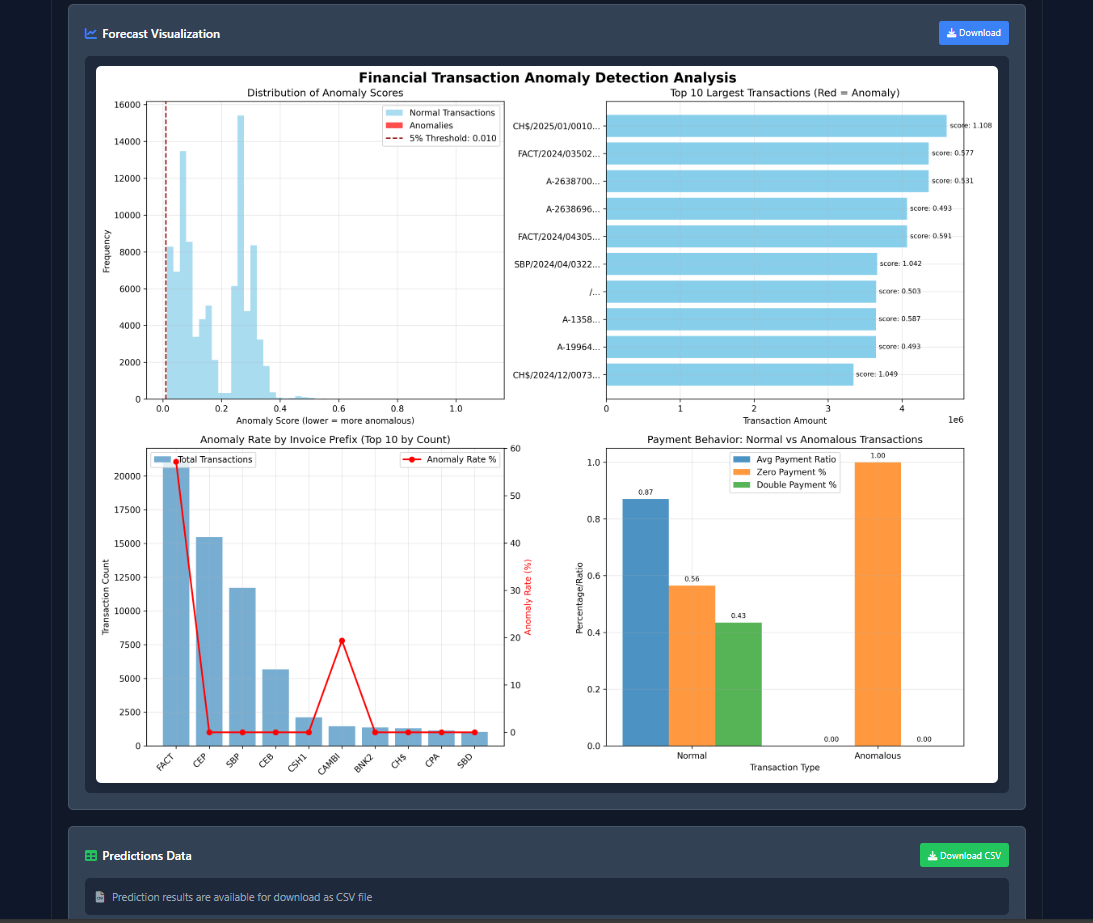 Forecast Visualization
Download
Financial Transaction Anomaly Detection Analysis
Distribution of Anomaly Scores
Normal Transactions
Anomalies
5% Threshold: 0.010
16000
14000
12000
10000
8000
6000
4000
2000
0
Frequency
0.0 0.2 0.4 0.6 0.8 1.0
Anomaly Score (lower = more anomalous)
Top 10 Largest Transactions (Red = Anomaly)
CH$/2025/01/0010... score: 1.108
FACT/2024/03502... score: 0.577
A-2638700... score: 0.531
A-2638696... score: 0.493
FACT/2024/04305... score: 0.591
SBP/2024/04/0322... score: 1.042
/... score: 0.503
A-1358... score: 0.587
A-19964... score: 0.493
CH$/2024/12/0073... score: 1.049
0 1 2 3 4
1e6
Transaction Amount
Anomaly Rate by Invoice Prefix (Top 10 by Count)
Total Transactions
Anomaly Rate %
20000
17500
15000
12500
10000
7500
5000
2500
0
Transaction Count
60
50
40
30
20
10
0
Anomaly Rate (%)
FACT CEP SBP CEB CSH1 CAMBI BNK2 CH$ CPA SBD
Payment Behavior: Normal vs Anomalous Transactions
Avg Payment Ratio
Zero Payment %
Double Payment %
1.0
0.8
0.6
0.4
0.2
0.0
Percentage/Ratio
0.87
0.56
0.43
0.00
1.00
0.00
Normal Anomalous
Transaction Type
Predictions Data
Download CSV
Prediction results are available for download as CSV file